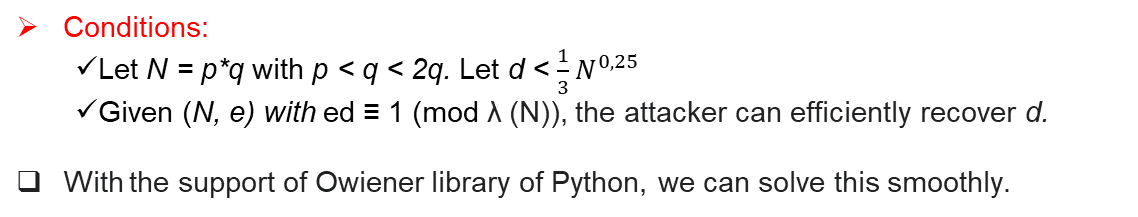 ➢ Conditions:
✓Let N = p*q with p < q < 2q. Let d < 1/3 N^0,25
✓Given (N, e) with ed ≡ 1 (mod λ (N)), the attacker can efficiently recover d.
❑ With the support of Owiener library of Python, we can solve this smoothly.